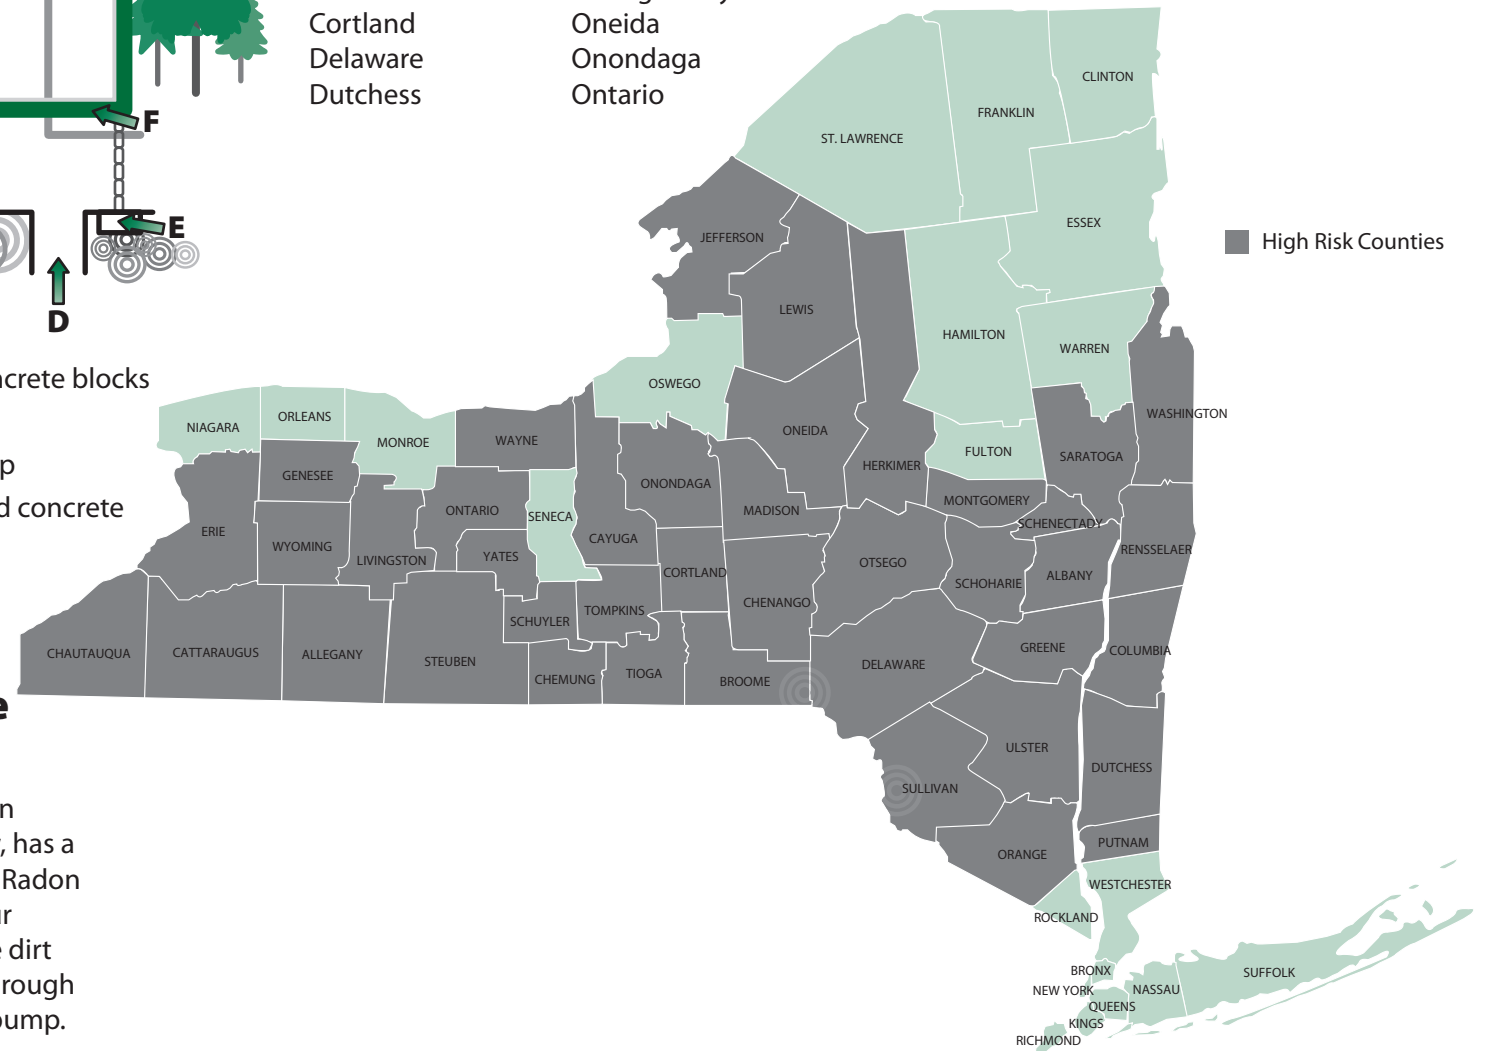 Cortland
Delaware
Dutchess
Oneida
Onondaga
Ontario
F
E
D
concrete blocks
p
d concrete
e
n
, has a
Radon
ur
e dirt
rough
pump.
High Risk Counties
CLINTON
FRANKLIN
ST. LAWRENCE
ESSEX
JEFFERSON
LEWIS
HAMILTON
WARREN
OSWEGO
WASHINGTON
ORLEANS
NIAGARA
MONROE
WAYNE
ONEIDA
HERKIMER
FULTON
SARATOGA
GENESEE
ONONDAGA
MONTGOMERY
ONTARIO
SENECA
MADISON
SCHENECTADY
ERIE
WYOMING
LIVINGSTON
YATES
CAYUGA
OTSEGO
RENSSELAER
CORTLAND
SCHOHARIE
ALBANY
CHENANGO
TOMPKINS
SCHUYLER
CHAUTAUQUA
CATTARAUGUS
ALLEGANY
STEUBEN
CHEMUNG
TIOGA
BROOME
DELAWARE
GREENE
COLUMBIA
ULSTER
DUTCHESS
SULLIVAN
ORANGE
PUTNAM
WESTCHESTER
ROCKLAND
BRONX
NEW YORK
QUEENS
KINGS
RICHMOND
NASSAU
SUFFOLK